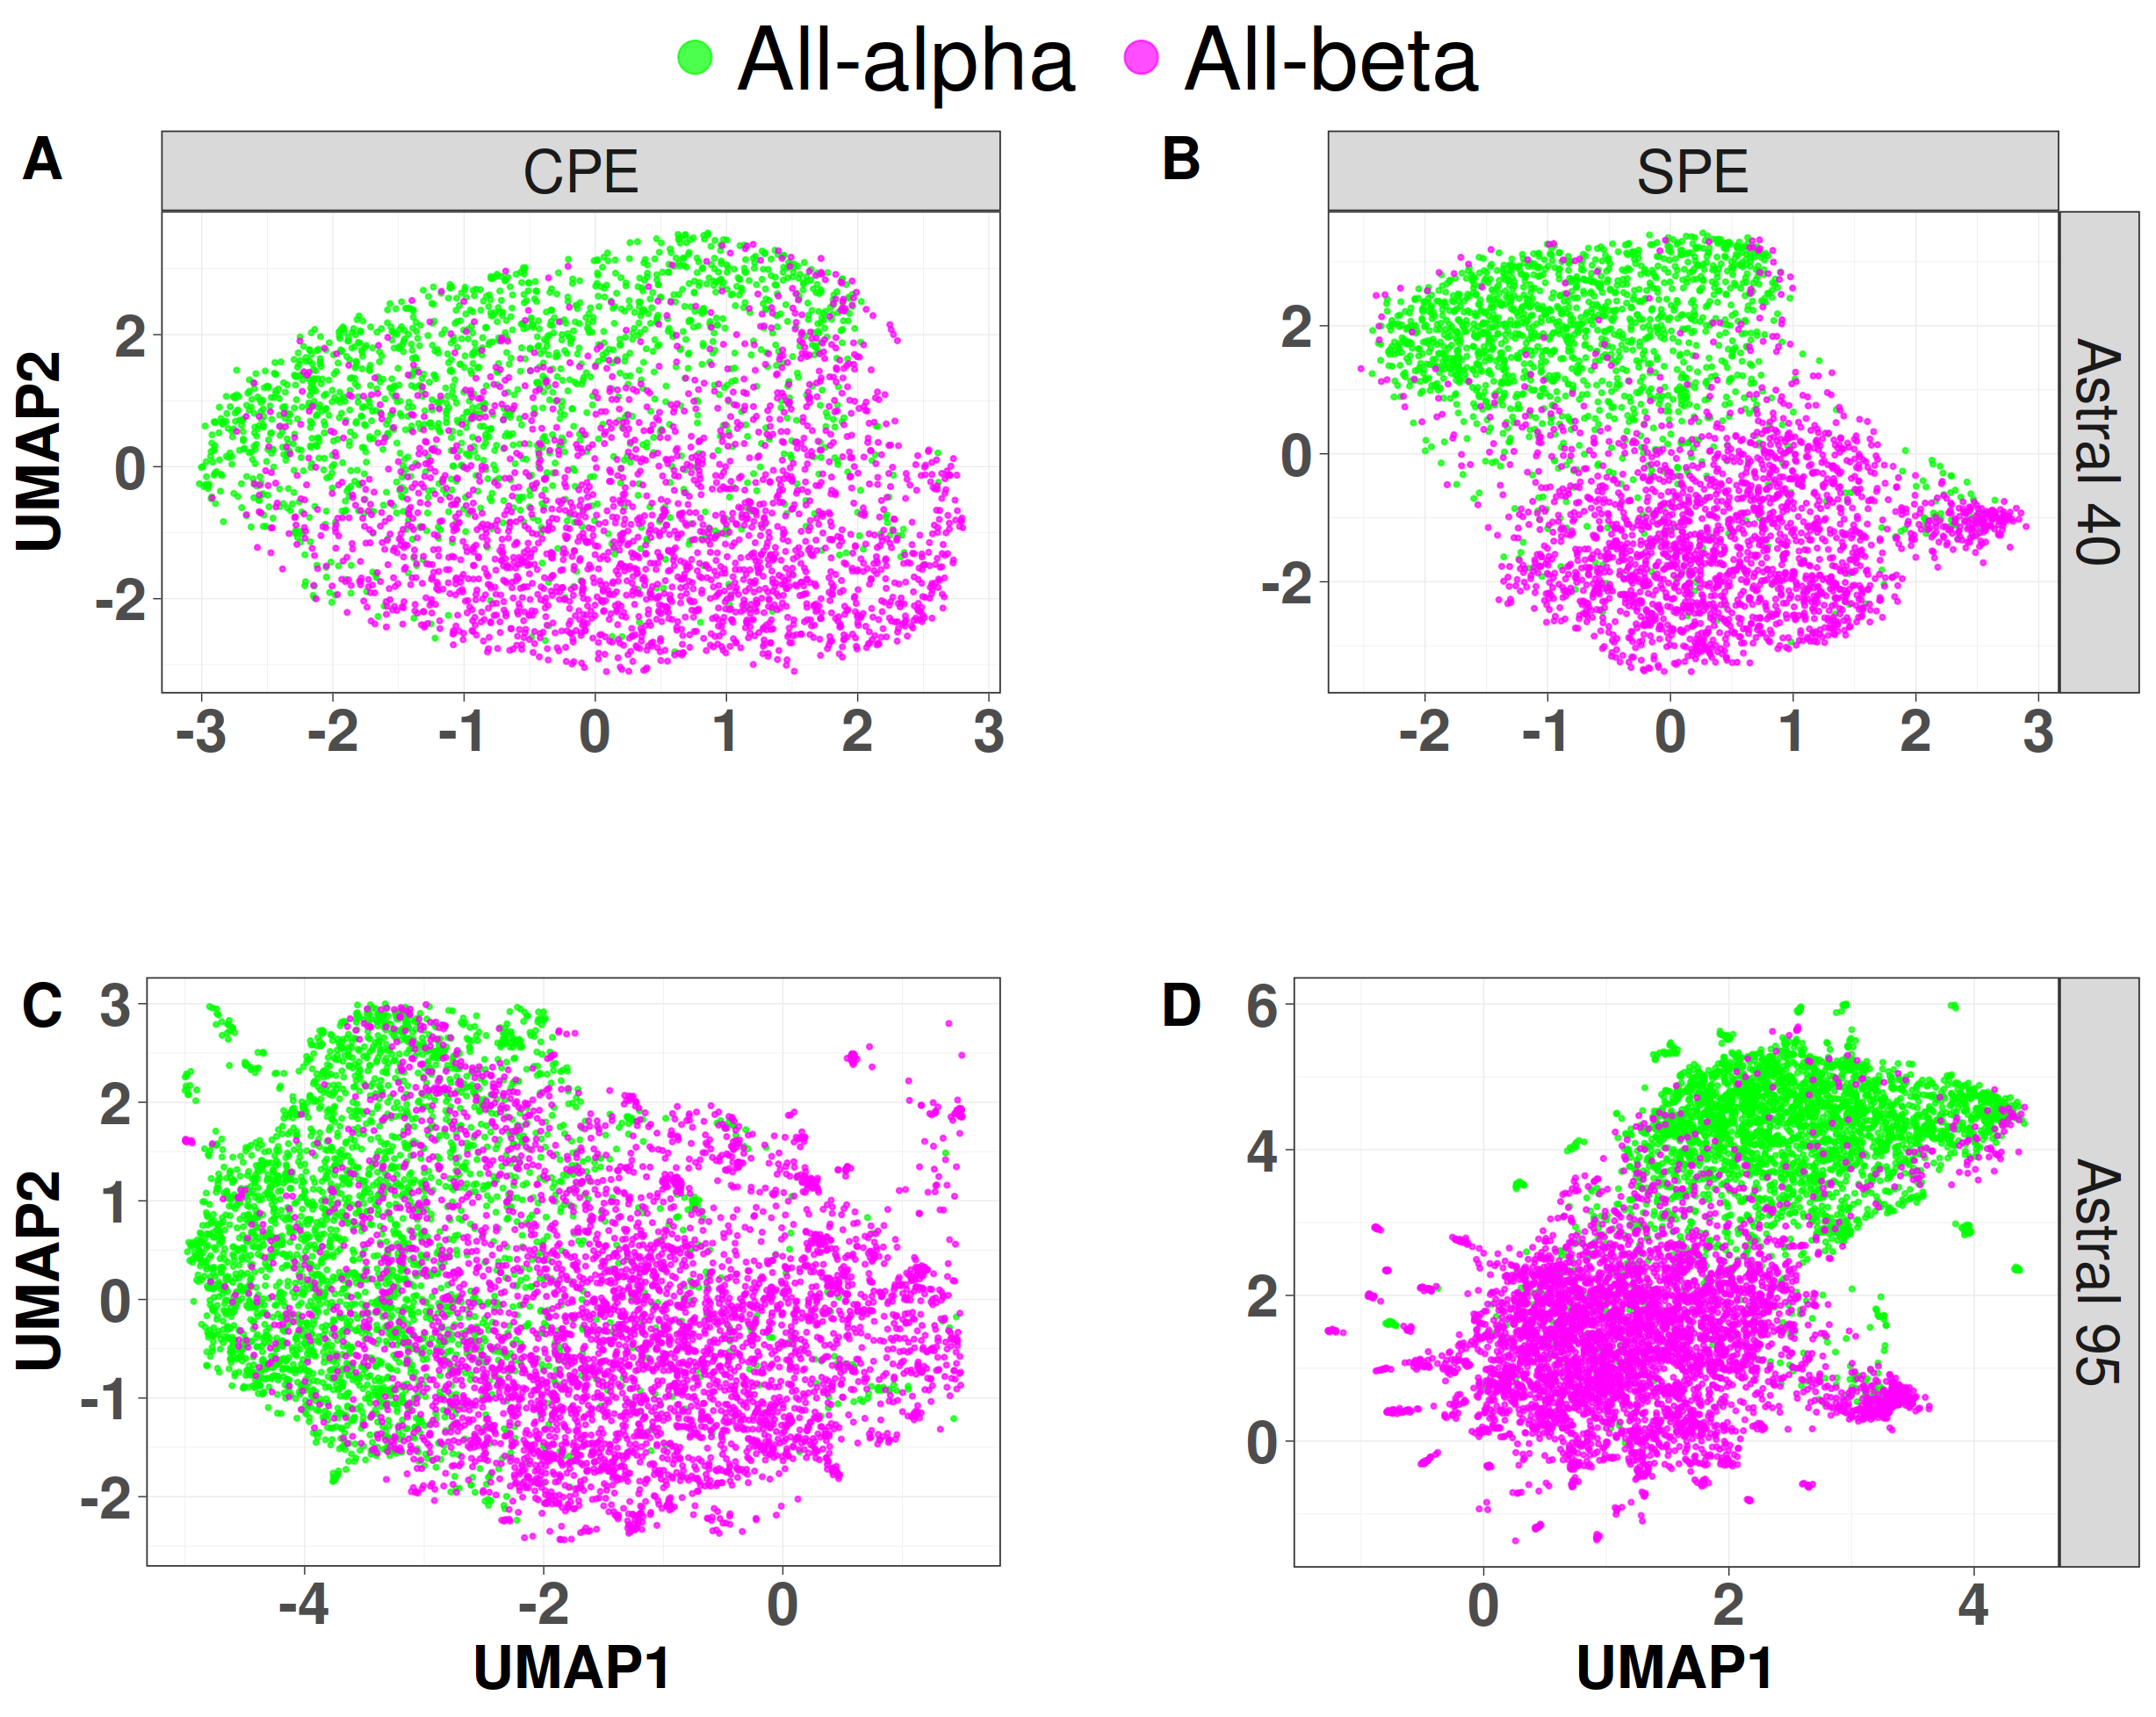 All-alpha All-beta
A CPE
B SPE
UMAP2
2
0
-2
-3 -2 -1 0 1 2 3
2
0
-2
-2 -1 0 1 2 3
Astral 40
C
UMAP2
3
2
1
0
-1
-2
-4 -2 0
UMAP1
D
6
4
2
0
0 2 4
UMAP1
Astral 95